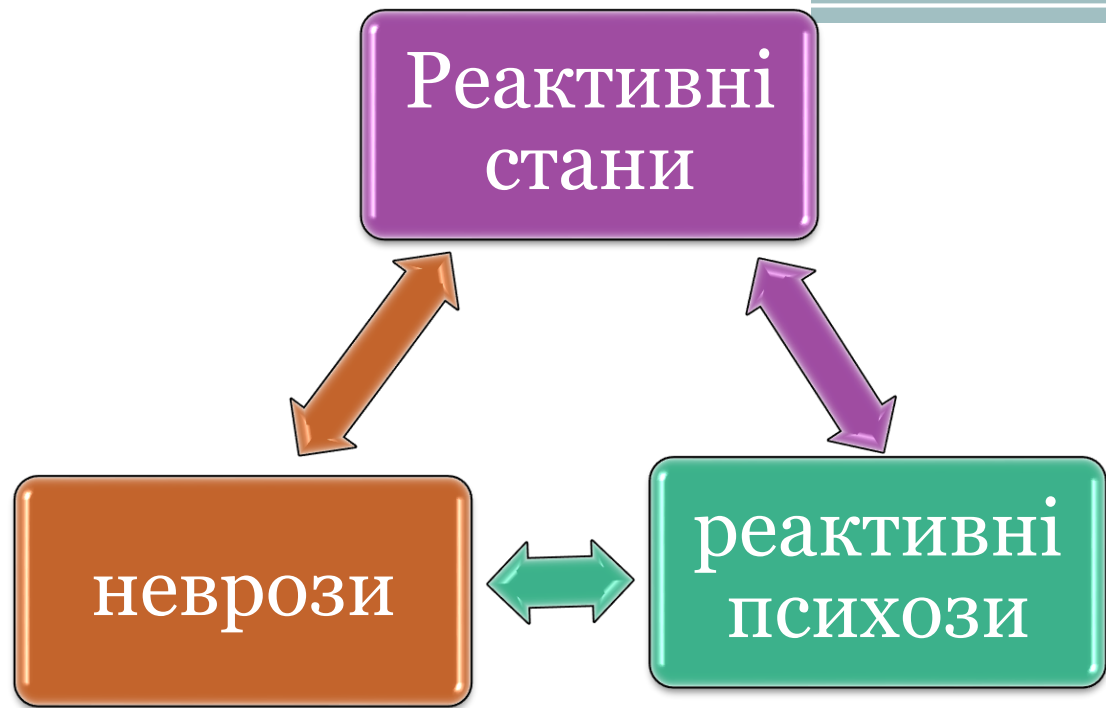 Реактивні
стани
неврози
реактивні
психози